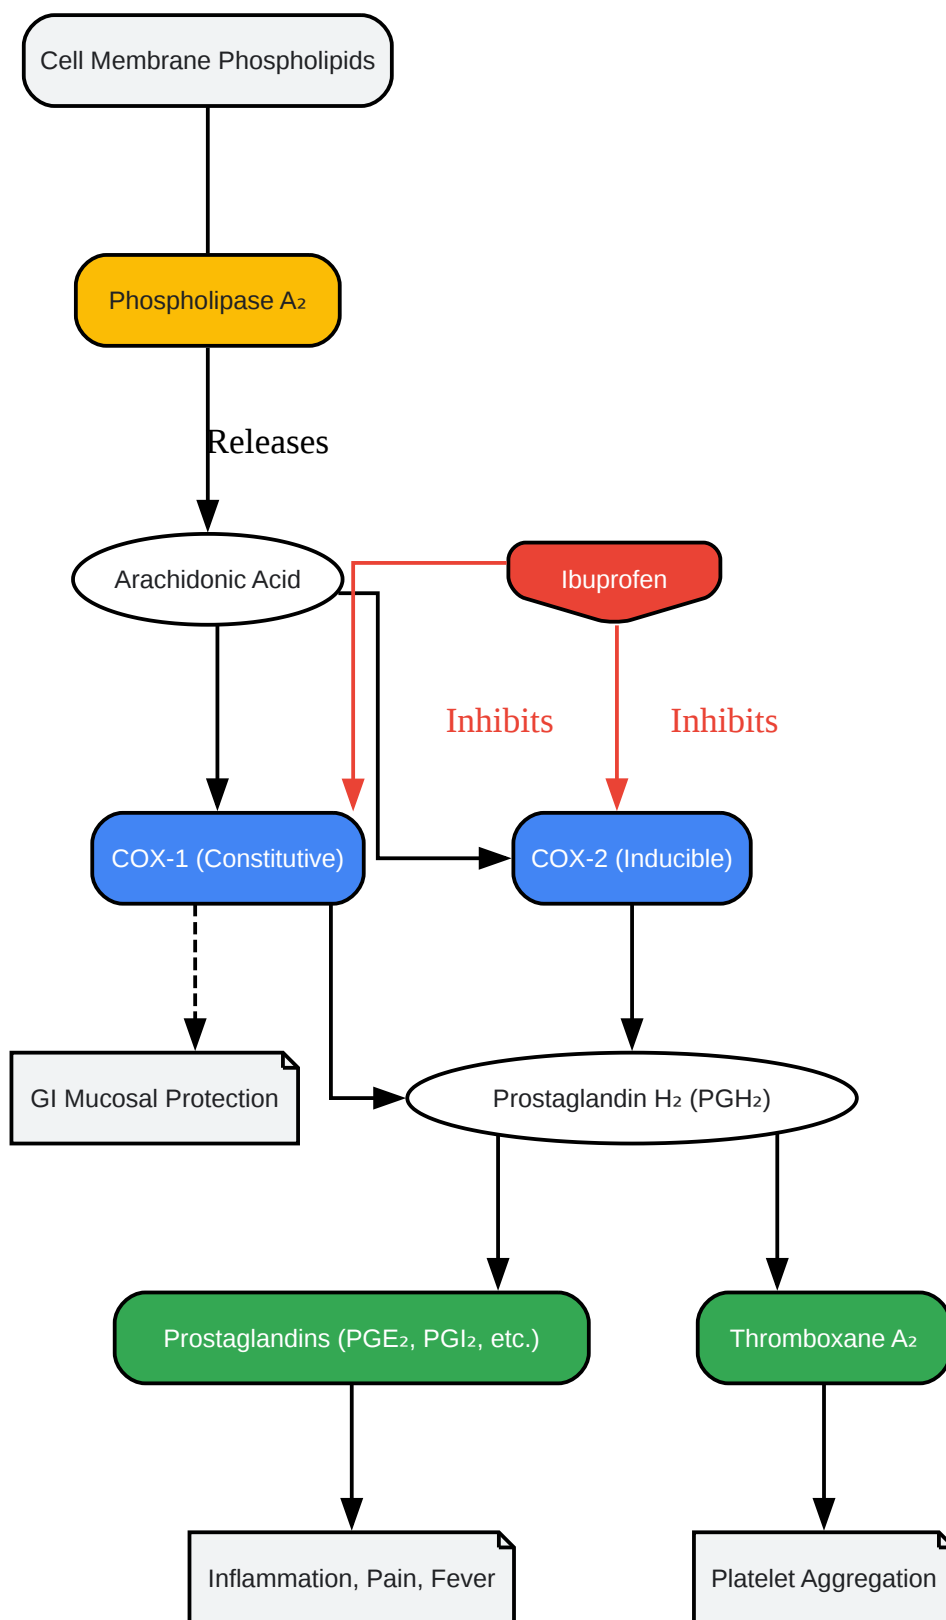 Cell Membrane Phospholipids
Phospholipase A₂
Releases
Arachidonic Acid
Ibuprofen
Inhibits
Inhibits
COX-1 (Constitutive)
COX-2 (Inducible)
GI Mucosal Protection
Prostaglandin H₂ (PGH₂)
Prostaglandins (PGE₂, PGI₂, etc.)
Thromboxane A₂
Inflammation, Pain, Fever
Platelet Aggregation